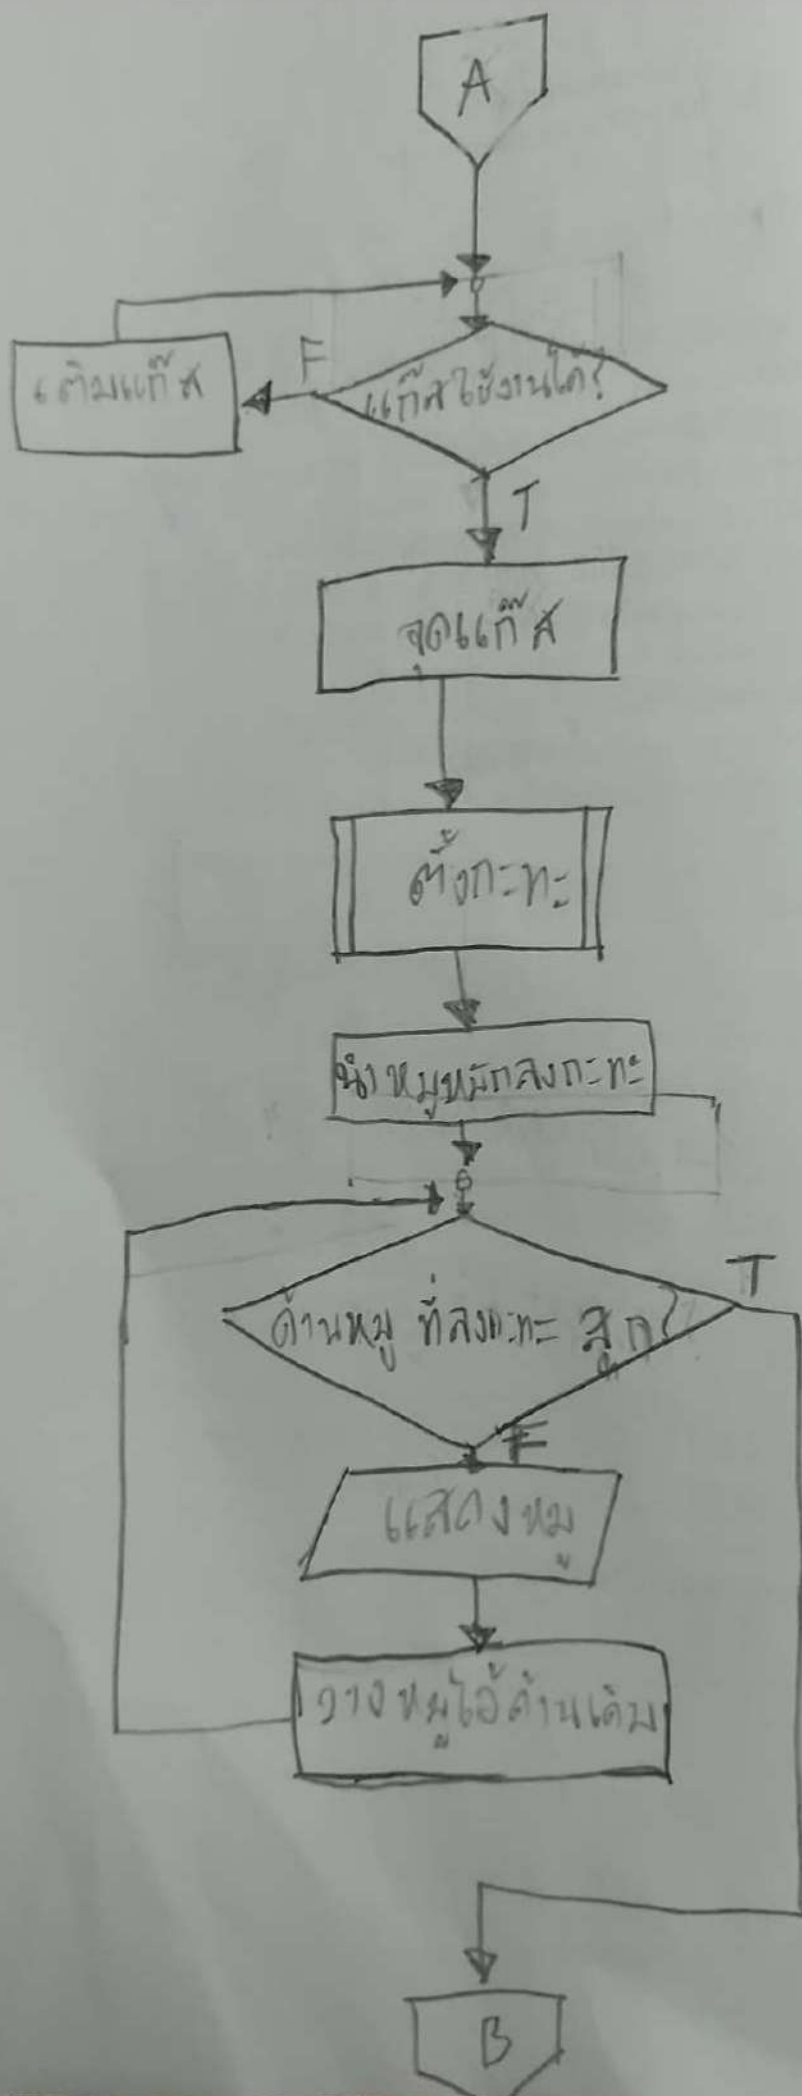 A
แก๊สใช้งานได้?
F
เติมแก๊ส
T
จุดแก๊ส
ตั้งกะทะ
นำหมูหมักลงกะทะ
ด้านหมู ที่ลงกะทะ สุก?
T
F
แสดงหมู
วางหมูไว้ด้านเดิม
B